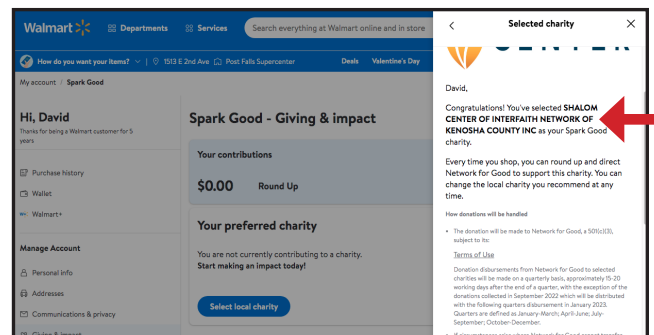 Walmart
Departments
Services
Search everything at Walmart online and in store
How do you want your items?
1513 E 2nd Ave
Post Falls Supercenter
Deals
Valentine's Day
My account / Spark Good
Hi, David
Thanks for being a Walmart customer for 5
years
Purchase history
Wallet
W+ Walmart+
Manage Account
Personal info
Addresses
Communications & privacy
Giving & impact
Spark Good - Giving & impact
Your contributions
$0.00
Round Up
Your preferred charity
You are not currently contributing to a charity.
Start making an impact today!
Select local charity
Selected charity
CENTER
David,
Congratulations! You've selected SHALOM
CENTER OF INTERFAITH NETWORK OF
KENOSHA COUNTY INC as your Spark Good
charity.
Every time you shop, you can round up and direct
Network for Good to support this charity. You can
change the local charity you recommend at any
time.
How donations will be handled
• The donation will be made to Network for Good, a 501(c)(3),
subject to its:
Terms of Use
Donation disbursements from Network for Good to selected
charities will be made on a quarterly basis, approximately 15-20
working days after the end of a quarter, with the exception of the
donations collected in September 2022 which will be distributed
with the following quarters disbursement in January 2023.
Quarters are defined as January-March; April-June; July-
September; October-December.